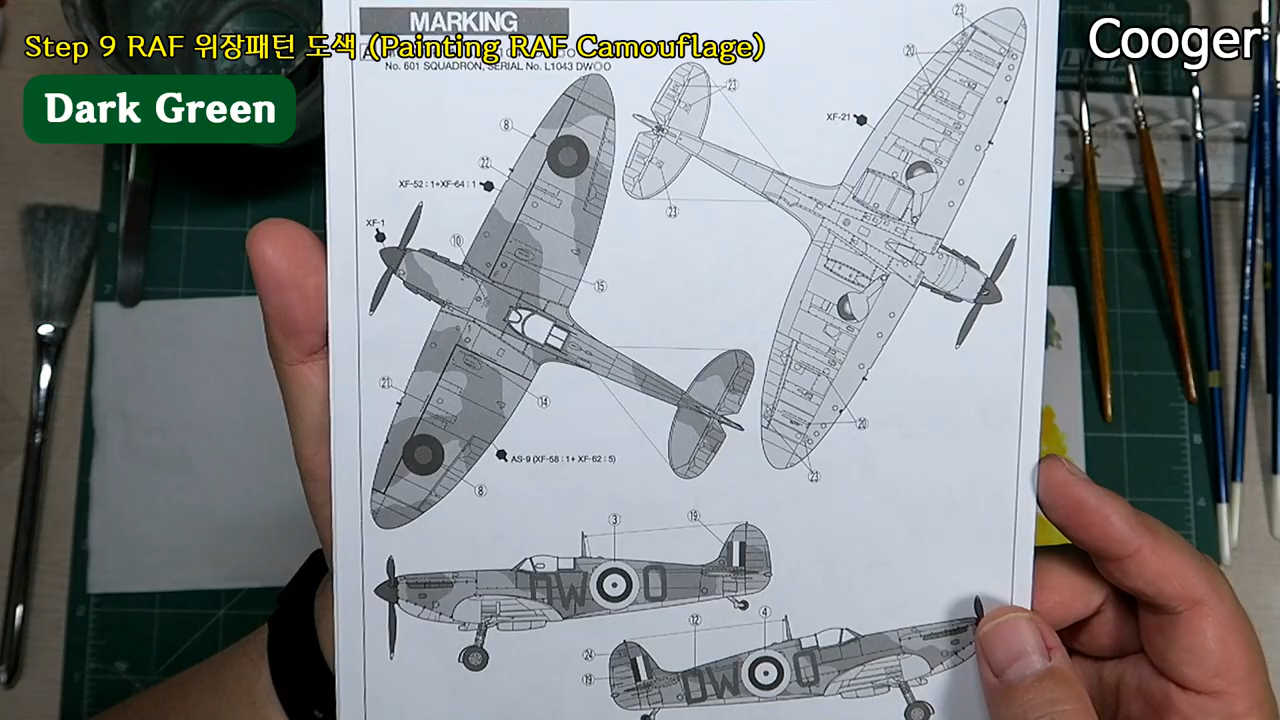 Step 9 RAF 위장패턴 도색 (Painting RAF Camouflage)
Cooger
Dark Green
MARKING
No. 601 SQUADRON, SERIAL No. L1043 DW O
23
20
8
23
XF-21
22
XF-52 : 1+XF-64 : 1
23
XF-1
10
15
21
14
20
AS-9 (XF-58 : 1+ XF-62 : 5)
23
8
3
19
DW O
12
4
24
19
DW O